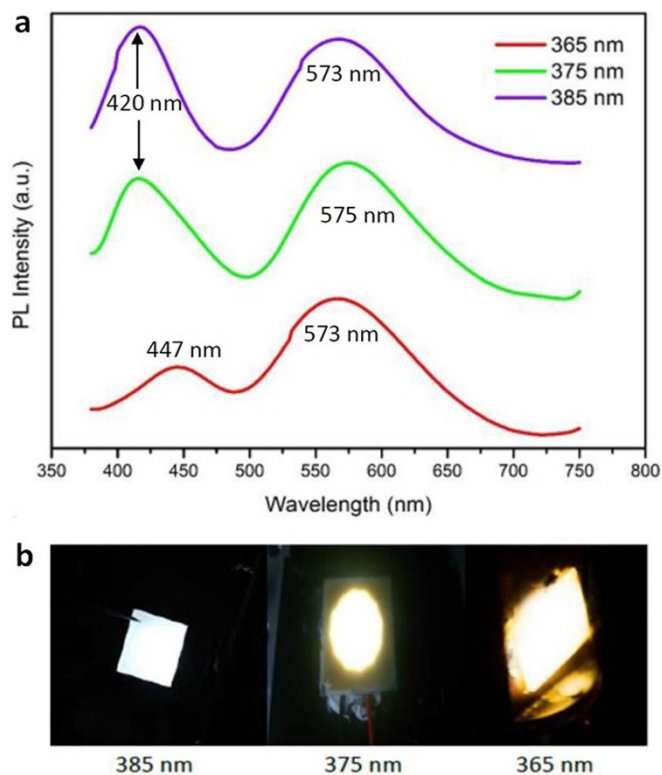 a
365 nm
375 nm
385 nm
420 nm
573 nm
575 nm
447 nm
573 nm
PL Intensity (a.u.)
350 400 450 500 550 600 650 700 750 800
Wavelength (nm)
b
385 nm 375 nm 365 nm